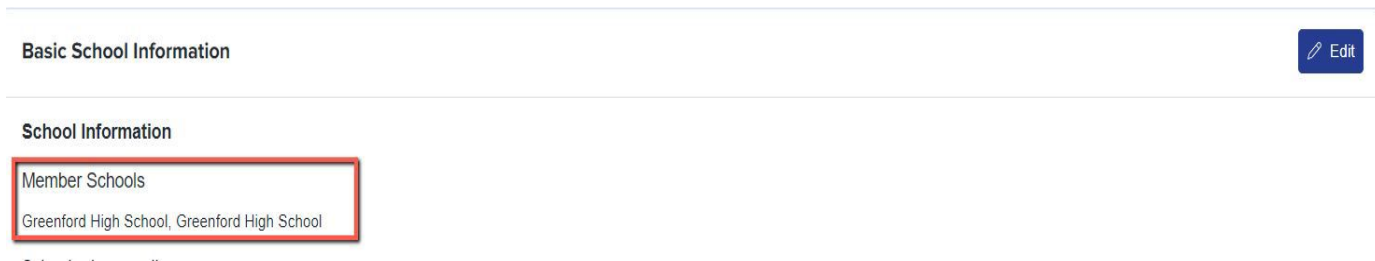 Basic School Information
Edit
School Information
Member Schools
Greenford High School, Greenford High School